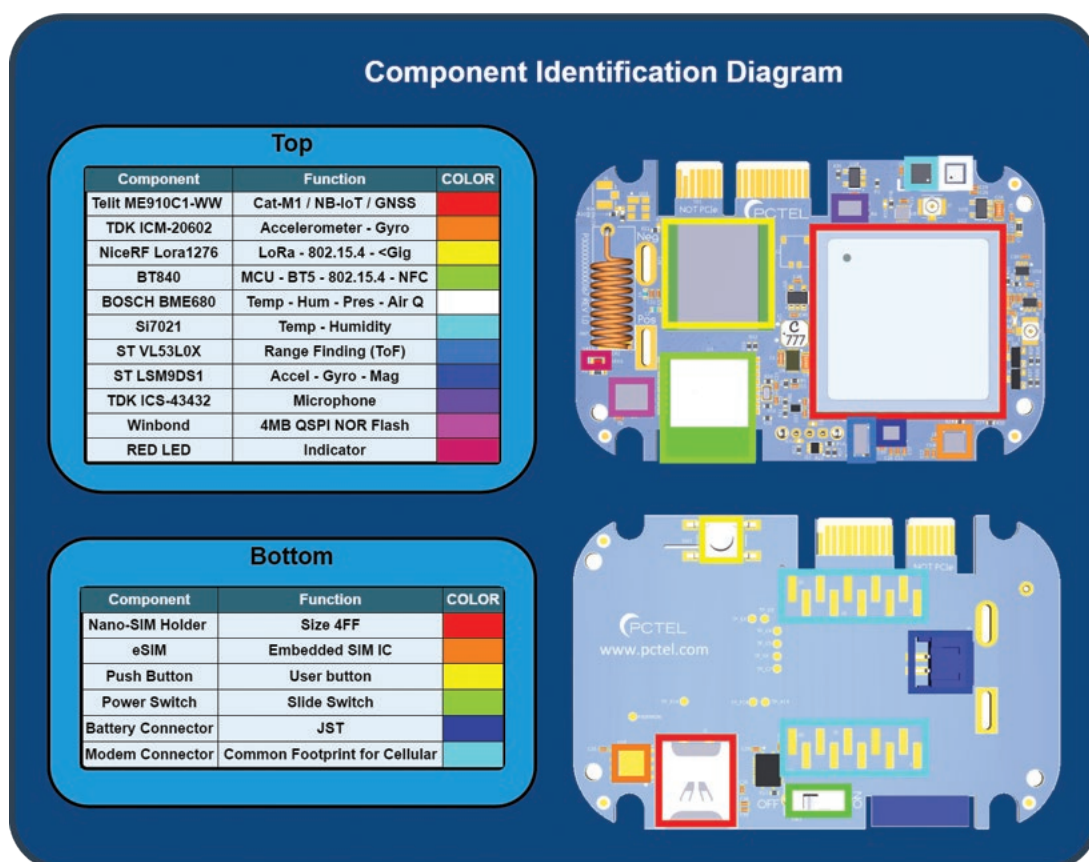 Component Identification Diagram
Top
Component Function COLOR
Telit ME910C1-WW Cat-M1 / NB-IoT / GNSS
TDK ICM-20602 Accelerometer - Gyro
NiceRF Lora1276 LoRa - 802.15.4 - <Gig
BT840 MCU - BT5 - 802.15.4 - NFC
BOSCH BME680 Temp - Hum - Pres - Air Q
Si7021 Temp - Humidity
ST VL53L0X Range Finding (ToF)
ST LSM9DS1 Accel - Gyro - Mag
TDK ICS-43432 Microphone
Winbond 4MB QSPI NOR Flash
RED LED Indicator
NOT PCIe
PCTEL
Neg
Pos
C
777
Bottom
Component Function COLOR
Nano-SIM Holder Size 4FF
eSIM Embedded SIM IC
Push Button User button
Power Switch Slide Switch
Battery Connector JST
Modem Connector Common Footprint for Cellular
NOT PCIe
PCTEL
www.pctel.com
OFF
ON